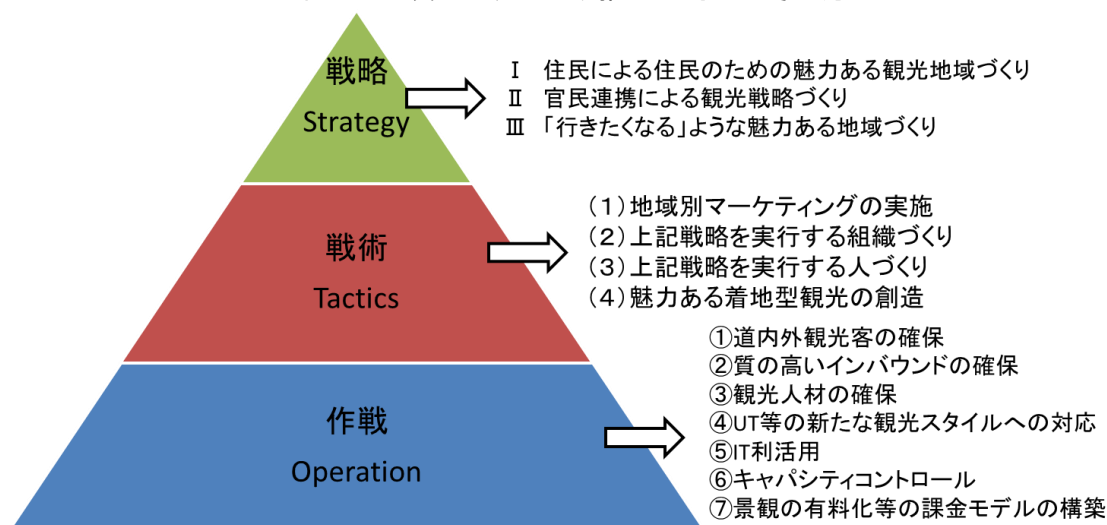 戦略
Strategy
Ⅰ 住民による住民のための魅力ある観光地域づくり
Ⅱ 官民連携による観光戦略づくり
Ⅲ 「行きたくなる」ような魅力ある地域づくり
戦術
Tactics
(1)地域別マーケティングの実施
(2)上記戦略を実行する組織づくり
(3)上記戦略を実行する人づくり
(4)魅力ある着地型観光の創造
作戦
Operation
①道内外観光客の確保
②質の高いインバウンドの確保
③観光人材の確保
④UT等の新たな観光スタイルへの対応
⑤IT利活用
⑥キャパシティコントロール
⑦景観の有料化等の課金モデルの構築